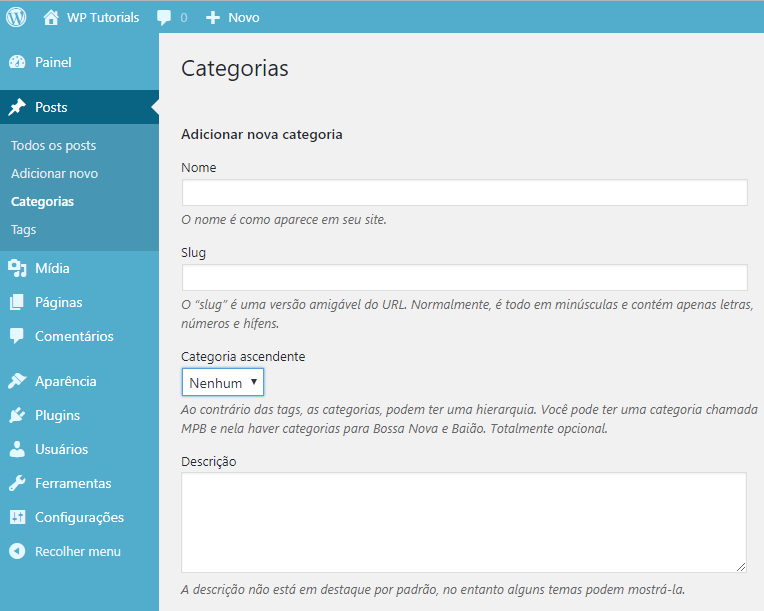 WP Tutorials 0 Novo
Painel
Posts
Todos os posts
Adicionar novo
Categorias
Tags
Mídia
Páginas
Comentários
Aparência
Plugins
Usuários
Ferramentas
Configurações
Recolher menu
Categorias
Adicionar nova categoria
Nome
O nome é como aparece em seu site.
Slug
O “slug” é uma versão amigável do URL. Normalmente, é todo em minúsculas e contém apenas letras,
números e hífens.
Categoria ascendente
Nenhum
Ao contrário das tags, as categorias, podem ter uma hierarquia. Você pode ter uma categoria chamada
MPB e nela haver categorias para Bossa Nova e Baião. Totalmente opcional.
Descrição
A descrição não está em destaque por padrão, no entanto alguns temas podem mostrá-la.